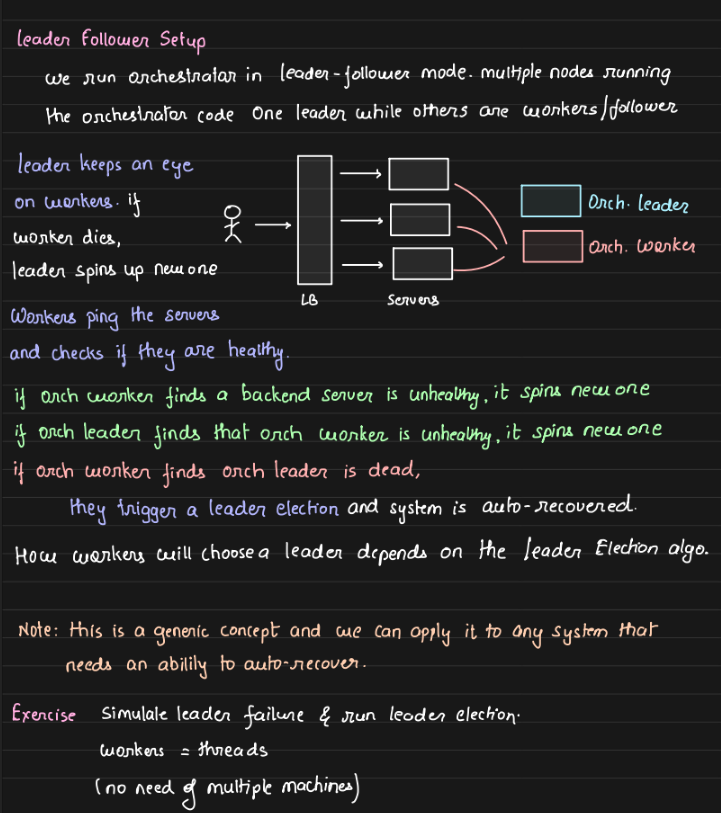 leader follower Setup
we run orchestrator in leader-follower mode. multiple nodes running
the orchestrator code one leader while others are workers/follower
leader keeps an eye
on workers. if
worker dies,
leader spins up new one
LB
Servers
Orch. leader
orch. worker
Workers ping the servers
and checks if they are healthy.
if orch worker finds a backend server is unhealthy, it spins new one
if orch leader finds that orch worker is unhealthy, it spins new one
if orch worker finds orch leader is dead,
they trigger a leader election and system is auto-recovered.
How workers will choose a leader depends on the leader Election algo.
Note: this is a generic concept and we can apply it to any system that
needs an ability to auto-recover.
Exercise Simulate leader failure & run leader election.
workers = threads
(no need of multiple machines)